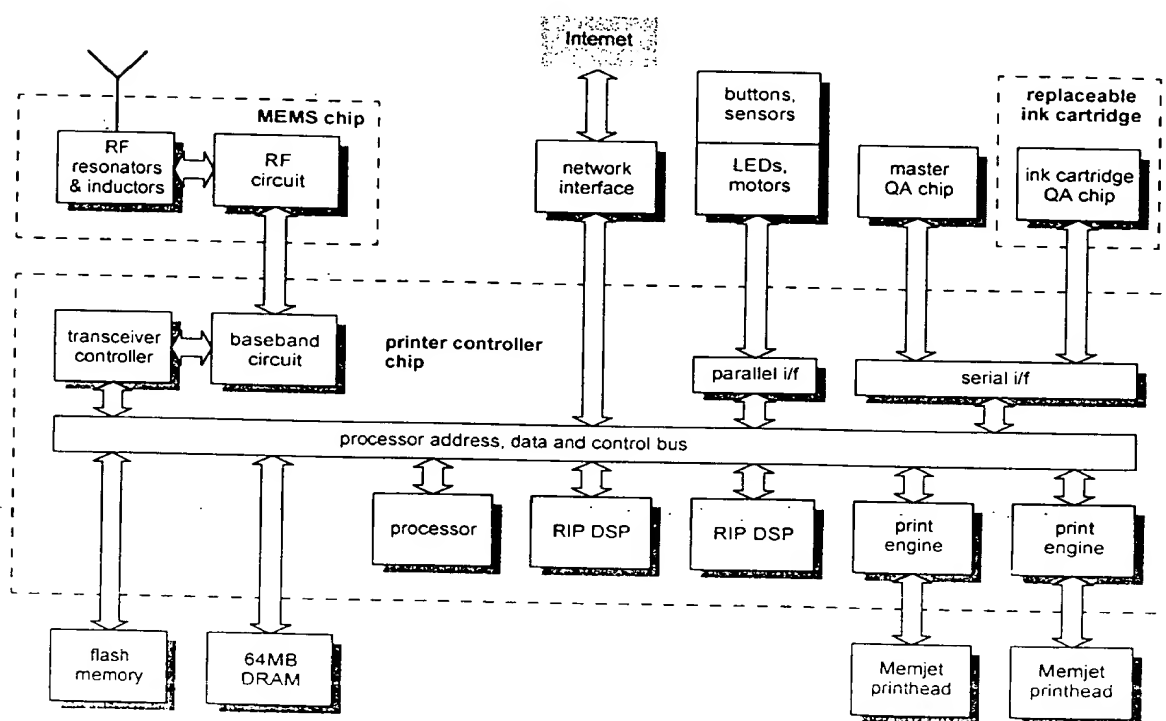 Internet
MEMS chip
RF
resonators
& inductors
RF
circuit
network
interface
buttons,
sensors
LEDs,
motors
master
QA chip
replaceable
ink cartridge
ink cartridge
QA chip
transceiver
controller
baseband
circuit
printer controller
chip
parallel i/f
serial i/f
processor address, data and control bus
processor
RIP DSP
RIP DSP
print
engine
print
engine
flash
memory
64MB
DRAM
Memjet
printhead
Memjet
printhead